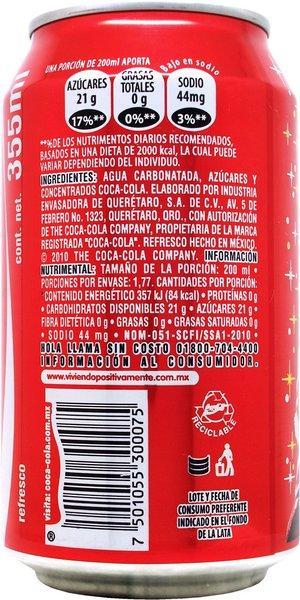 UNA PORCIÓN DE 200ml APORTA
Bajo en sodio
AZÚCARES
21 g
17%**
GRASAS
TOTALES
0 g
0%**
SODIO
44mg
3%**
**%DE LOS NUTRIMENTOS DIARIOS RECOMENDADOS,
BASADOS EN UNA DIETA DE 2000 kcal, LA CUAL PUEDE
VARIAR DEPENDIENDO DEL INDIVIDUO.
INGREDIENTES: AGUA CARBONATADA, AZÚCARES Y
CONCENTRADOS COCA-COLA. ELABORADO POR INDUSTRIA
ENVASADORA DE QUERÉTARO, S.A. DE C.V., AV. 5 DE
FEBRERO No. 1323, QUERÉTARO, QRO., CON AUTORIZACIÓN
DE THE COCA-COLA COMPANY, PROPIETARIA DE LA MARCA
REGISTRADA "COCA-COLA". REFRESCO HECHO EN MÉXICO.
© 2010 THE COCA-COLA COMPANY. INFORMACIÓN
NUTRIMENTAL: TAMAÑO DE LA PORCIÓN: 200 ml •
PORCIONES POR ENVASE: 1,77. CANTIDADES POR PORCIÓN:
CONTENIDO ENERGÉTICO 357 kJ (84 kcal) • PROTEÍNAS 0 g
• CARBOHIDRATOS DISPONIBLES 21 g • AZÚCARES 21 g •
FIBRA DIETÉTICA 0 g • GRASAS 0 g • GRASAS SATURADAS 0 g
• SODIO 44 mg • NOM-051-SCFI/SSA1-2010 •
HOLA LLAMA SIN COSTO 01800-704-4400
INFORMACIÓN AL CONSUMIDOR.
www.viviendopositivamente.com.mx
cont. net. 355ml
refresco
visita: coca-cola.com.mx
7 501055 300075
®
RECICLABLE
LOTE Y FECHA DE
CONSUMO PREFERENTE
INDICADO EN EL FONDO
DE LA LATA